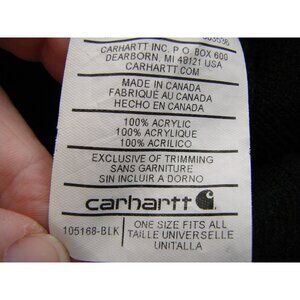 CARHARTT INC. P.O. BOX 600
DEARBORN, MI 48121 USA
CARHARTT.COM
MADE IN CANADA
FABRIQUÉ AU CANADA
HECHO EN CANADA
100% ACRYLIC
100% ACRYLIQUE
100% ACRILICO
EXCLUSIVE OF TRIMMING
SANS GARNITURE
SIN INCLUIR A DORNO
carhartt
105168-BLK
ONE SIZE FITS ALL
TAILLE UNIVERSELLE
UNITALLA